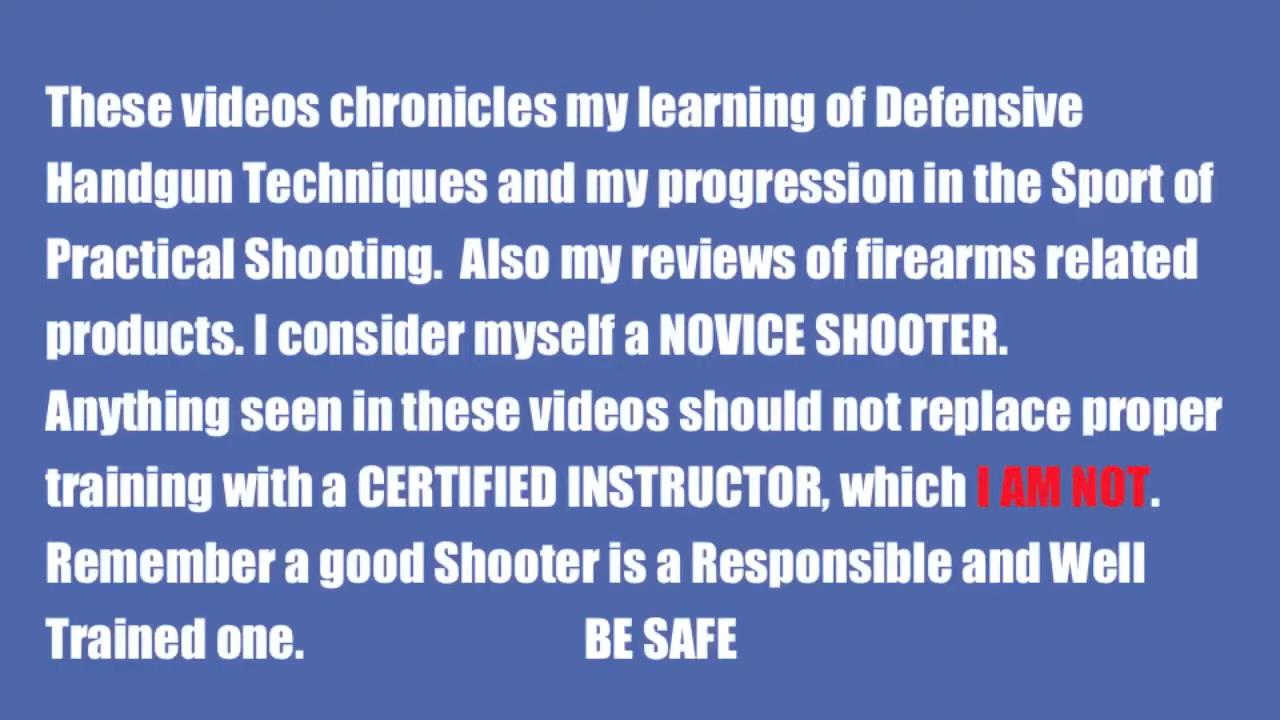 These videos chronicles my learning of Defensive
Handgun Techniques and my progression in the Sport of
Practical Shooting.  Also my reviews of firearms related
products. I consider myself a NOVICE SHOOTER.
Anything seen in these videos should not replace proper
training with a CERTIFIED INSTRUCTOR, which I AM NOT.
Remember a good Shooter is a Responsible and Well
Trained one. BE SAFE